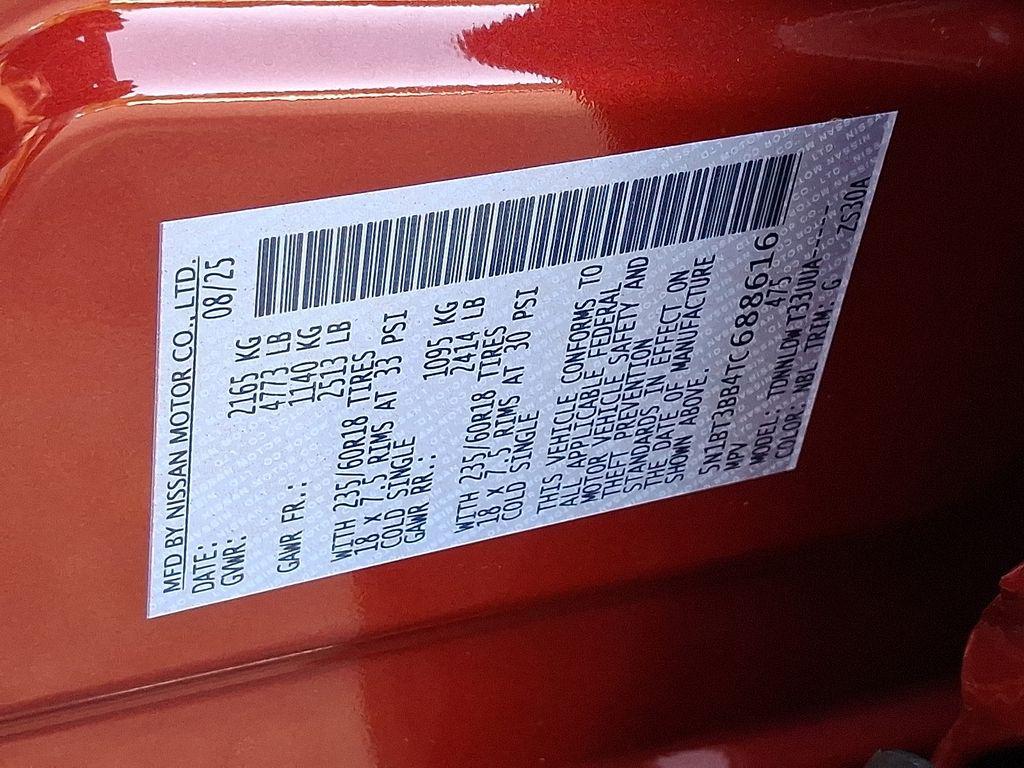 MFD BY NISSAN MOTOR CO., LTD.
DATE: 08/25
GVWR: 2165 KG
4773 LB
GAWR FR.: 1140 KG
2513 LB
WITH 235/60R18 TIRES
18 X 7.5 RIMS AT 33 PSI
COLD SINGLE
GAWR RR.: 1095 KG
2414 LB
WITH 235/60R18 TIRES
18 X 7.5 RIMS AT 30 PSI
COLD SINGLE
THIS VEHICLE CONFORMS TO
ALL APPLICABLE FEDERAL
MOTOR VEHICLE SAFETY AND
THEFT PREVENTION
STANDARDS IN EFFECT ON
THE DATE OF MANUFACTURE
SHOWN ABOVE.
5N1BT3BB4TC688616
MPV 475
MODEL: TDNNLDWT33UUA-----
COLOR: NBL TRIM: G ZS30A